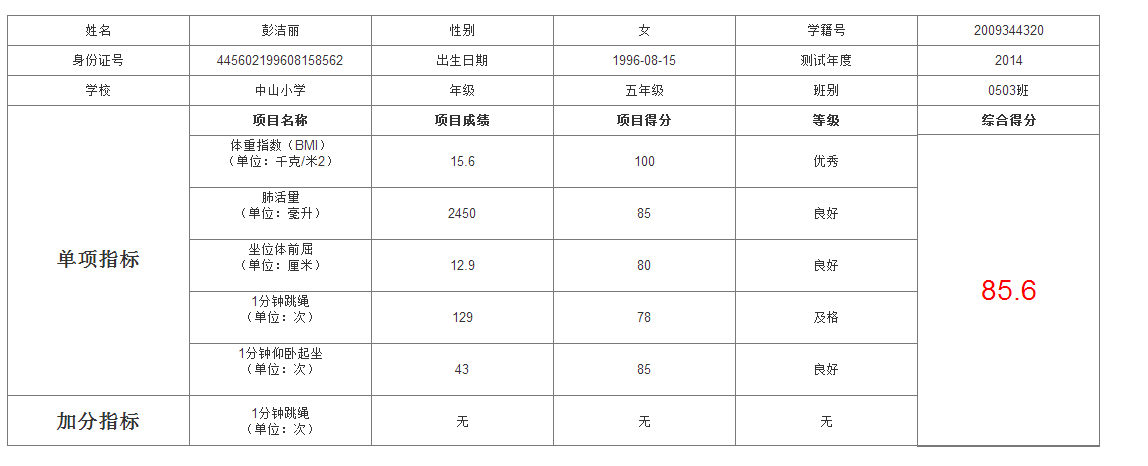 姓名 彭洁丽 性别 女 学籍号 2009344320
身份证号 445602199608158562 出生日期 1996-08-15 测试年度 2014
学校 中山小学 年级 五年级 班别 0503班
单项指标 项目名称 项目成绩 项目得分 等级 综合得分
体重指数（BMI）
（单位：千克/米2） 15.6 100 优秀
肺活量
（单位：毫升） 2450 85 良好
坐位体前屈
（单位：厘米） 12.9 80 良好
85.6
1分钟跳绳
（单位：次） 129 78 及格
1分钟仰卧起坐
（单位：次） 43 85 良好
加分指标 1分钟跳绳
（单位：次） 无 无 无